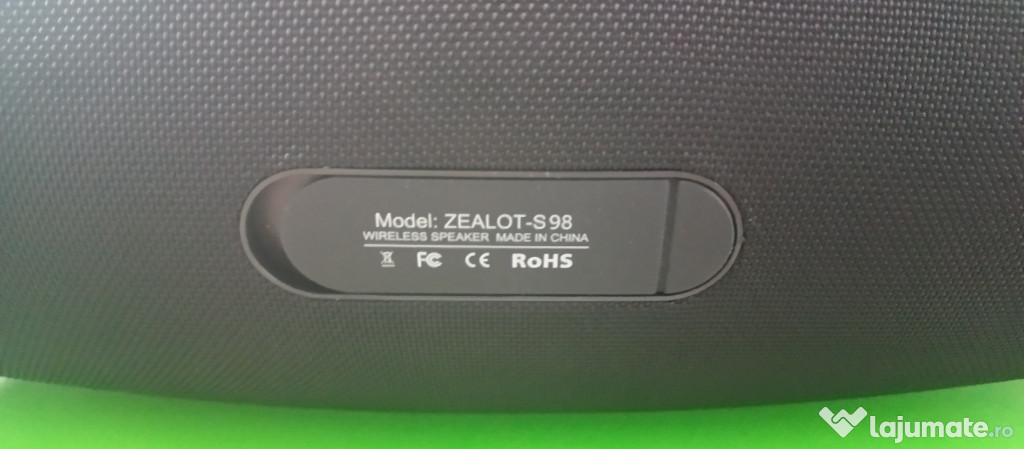 Model: ZEALOT-S98
WIRELESS SPEAKER MADE IN CHINA
FC CE RoHS
lajumate.ro